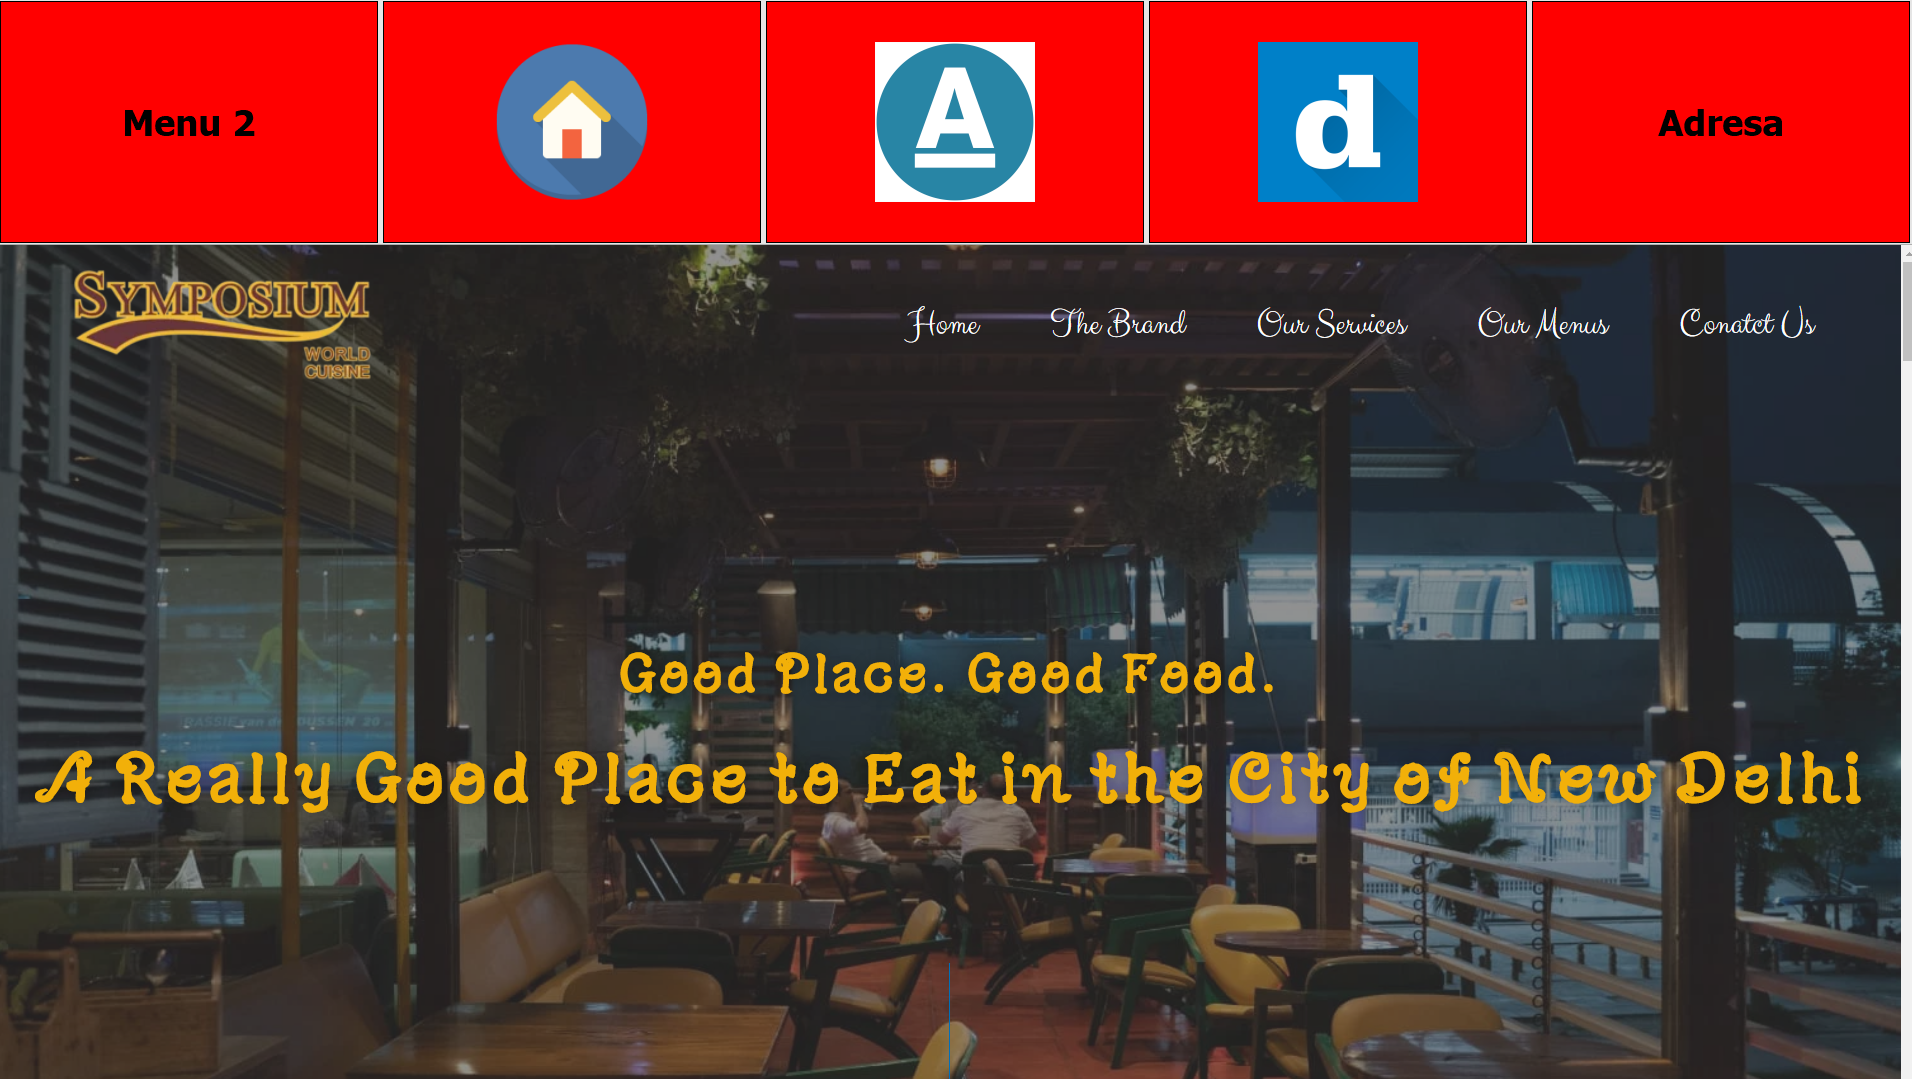 Menu 2
A
d
Adresa
SYMPOSIUM
WORLD
CUISINE
Home The Brand Our Services Our Menus Conatct Us
Good Place. Good Food.
A Really Good Place to Eat in the City of New Delhi